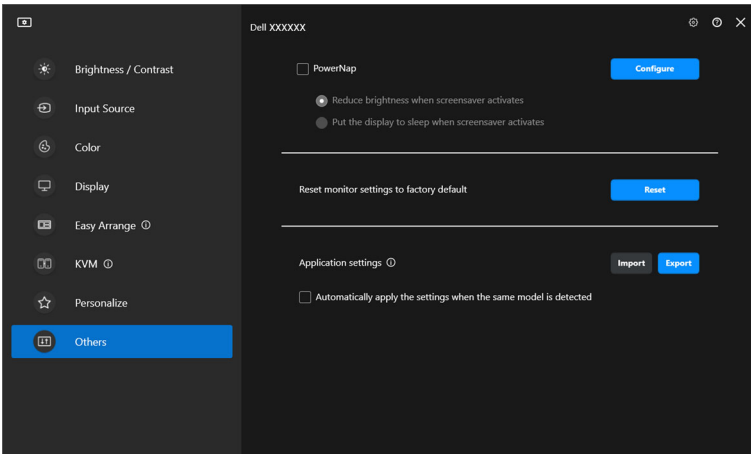 Dell XXXXXX
Brightness / Contrast
Input Source
Color
Display
Easy Arrange
KVM
Personalize
Others
PowerNap
Configure
Reduce brightness when screensaver activates
Put the display to sleep when screensaver activates
Reset monitor settings to factory default
Reset
Application settings
Import
Export
Automatically apply the settings when the same model is detected